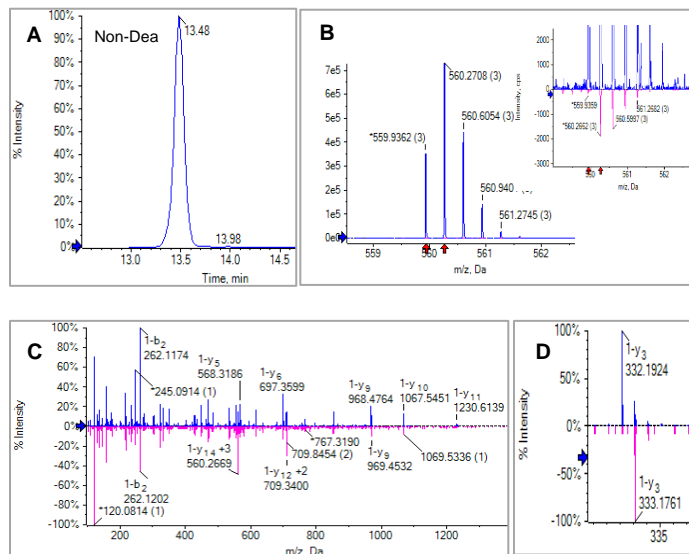 A
Non-Dea
13.48
13.98
100%
90%
80%
70%
60%
50%
40%
30%
20%
10%
0%
% Intensity
13.0 13.5 14.0 14.5
Time, min
B
7e5
6e5
5e5
4e5
3e5
2e5
1e5
0e0
560.2708 (3)
560.6054 (3)
*559.9362 (3)
560.940
561.2745 (3)
559 560 561 562
m/z, Da
Intensity, cps
0
-1000
-2000
-3000
*559.9359
561.2682 (3)
560.5997 (3)
*560.2662 (3)
560 561 562
m/z, Da
C
100%
80%
60%
40%
20%
0%
-20%
-40%
-60%
-80%
-100%
% Intensity
1-b2
262.1174
*245.0914 (1)
1-y5
568.3186
1-y6
697.3599
1-y9
968.4764
1-y10
1067.5451
1-y11
1230.6139
*767.3190
709.8454 (2)
1069.5336 (1)
1-y14 +3
560.2669
1-y12 +2
709.3400
1-y9
969.4532
1-b2
262.1202
*120.0814 (1)
200 400 600 800 1000 1200
m/z, Da
D
100%
50%
0%
-50%
-100%
% Intensity
1-y3
332.1924
1-y3
333.1761
335